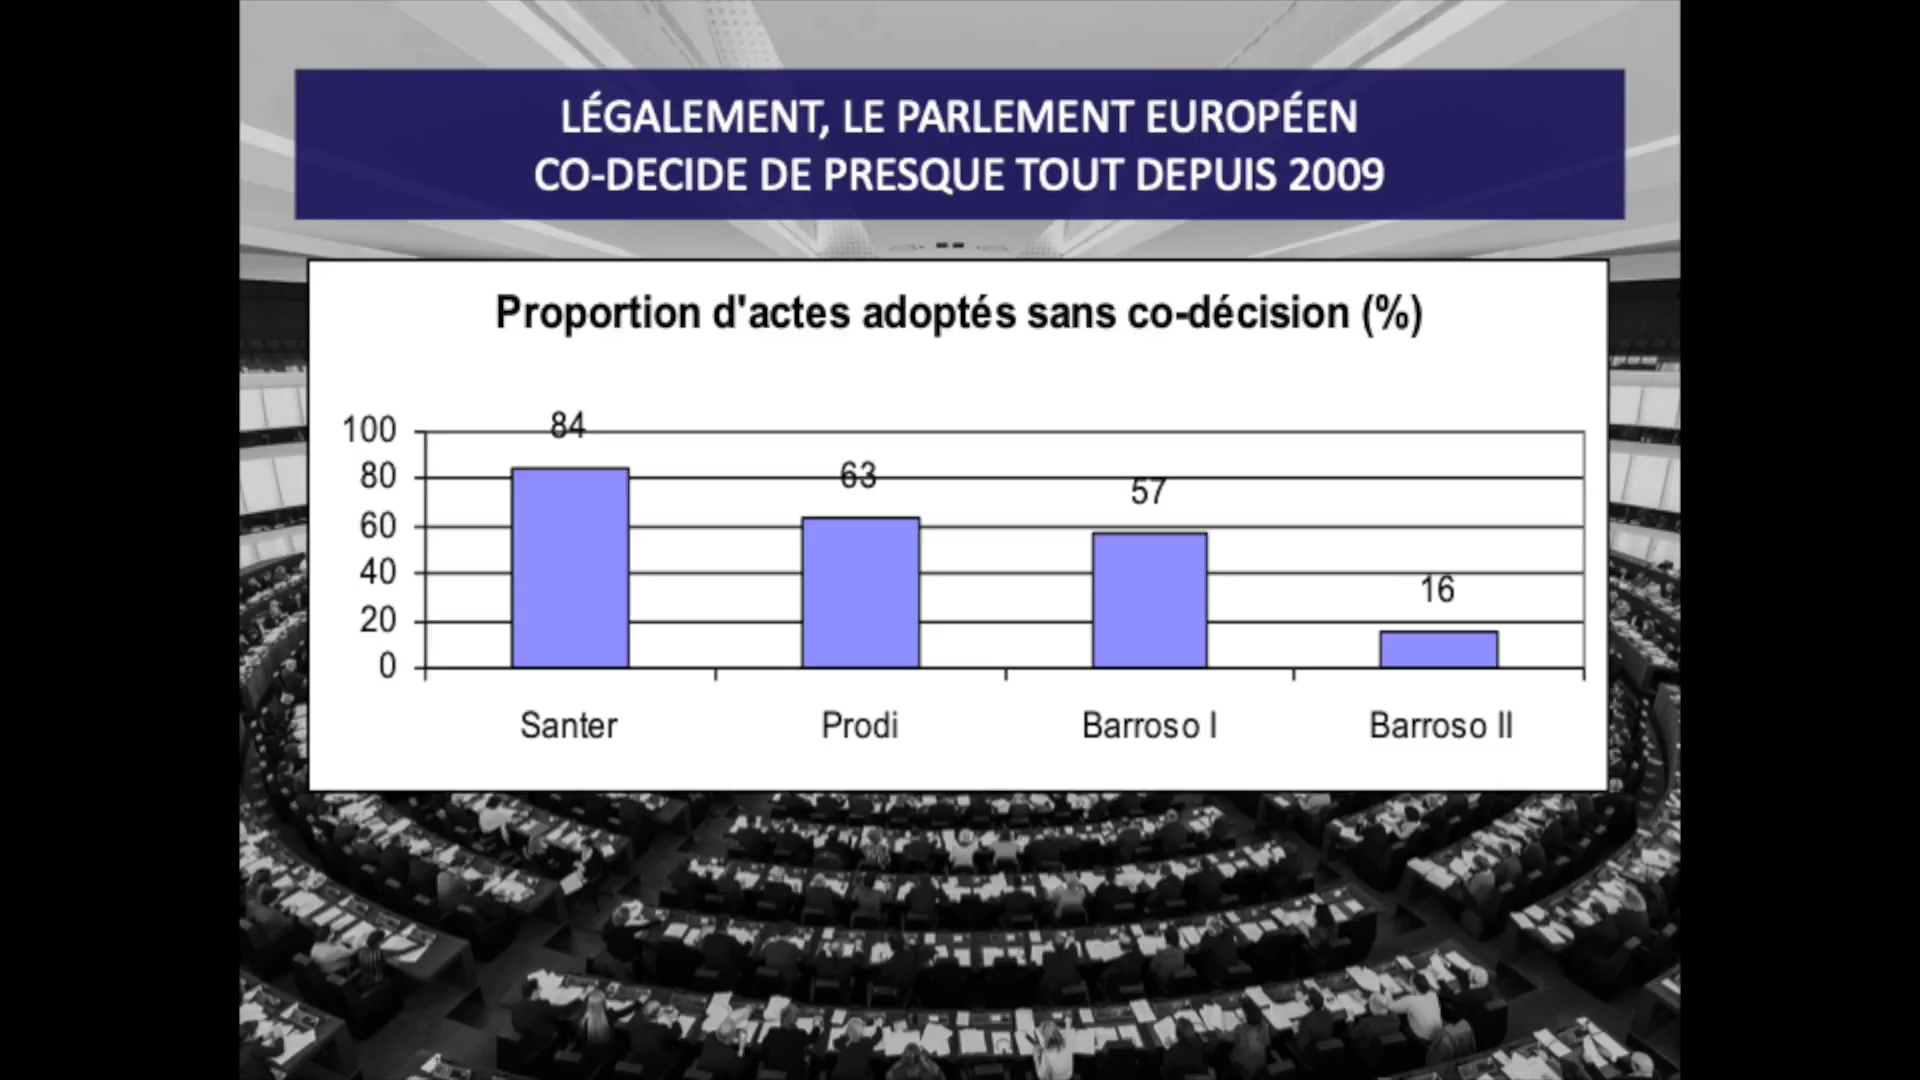 LÉGALEMENT, LE PARLEMENT EUROPÉEN
CO-DECIDE DE PRESQUE TOUT DEPUIS 2009
Proportion d'actes adoptés sans co-décision (%)
100
80
60
40
20
0
84
63
57
16
Santer
Prodi
Barroso I
Barroso II